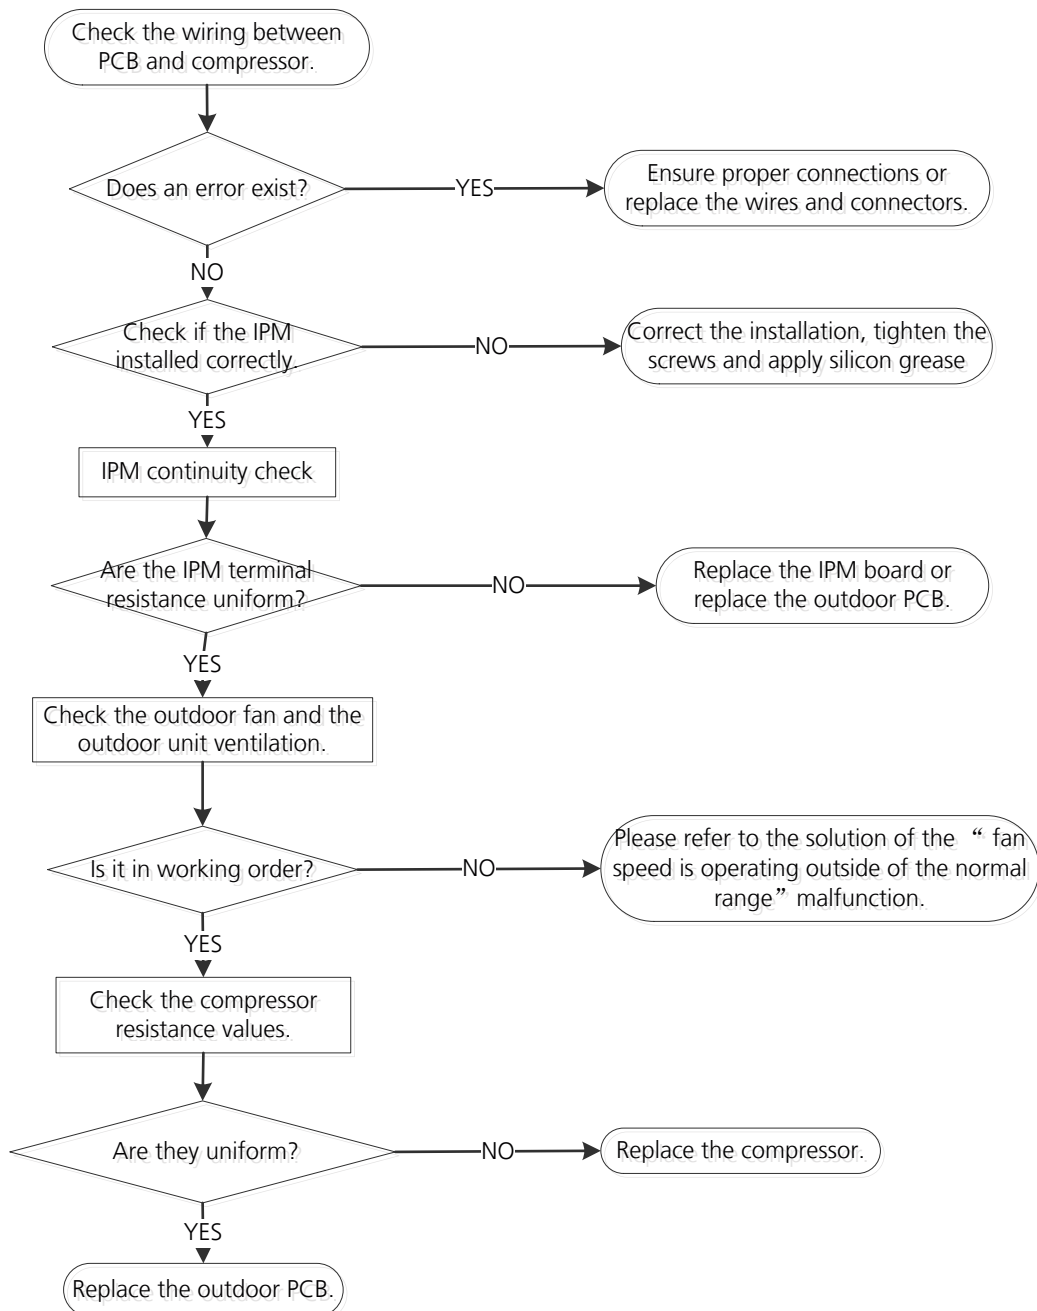 Check the wiring between
PCB and compressor.
Does an error exist?
YES
Ensure proper connections or
replace the wires and connectors.
NO
Check if the IPM
installed correctly.
NO
Correct the installation, tighten the
screws and apply silicon grease
YES
IPM continuity check
Are the IPM terminal
resistance uniform?
NO
Replace the IPM board or
replace the outdoor PCB.
YES
Check the outdoor fan and the
outdoor unit ventilation.
Is it in working order?
NO
Please refer to the solution of the “ fan
speed is operating outside of the normal
range” malfunction.
YES
Check the compressor
resistance values.
Are they uniform?
NO
Replace the compressor.
YES
Replace the outdoor PCB.